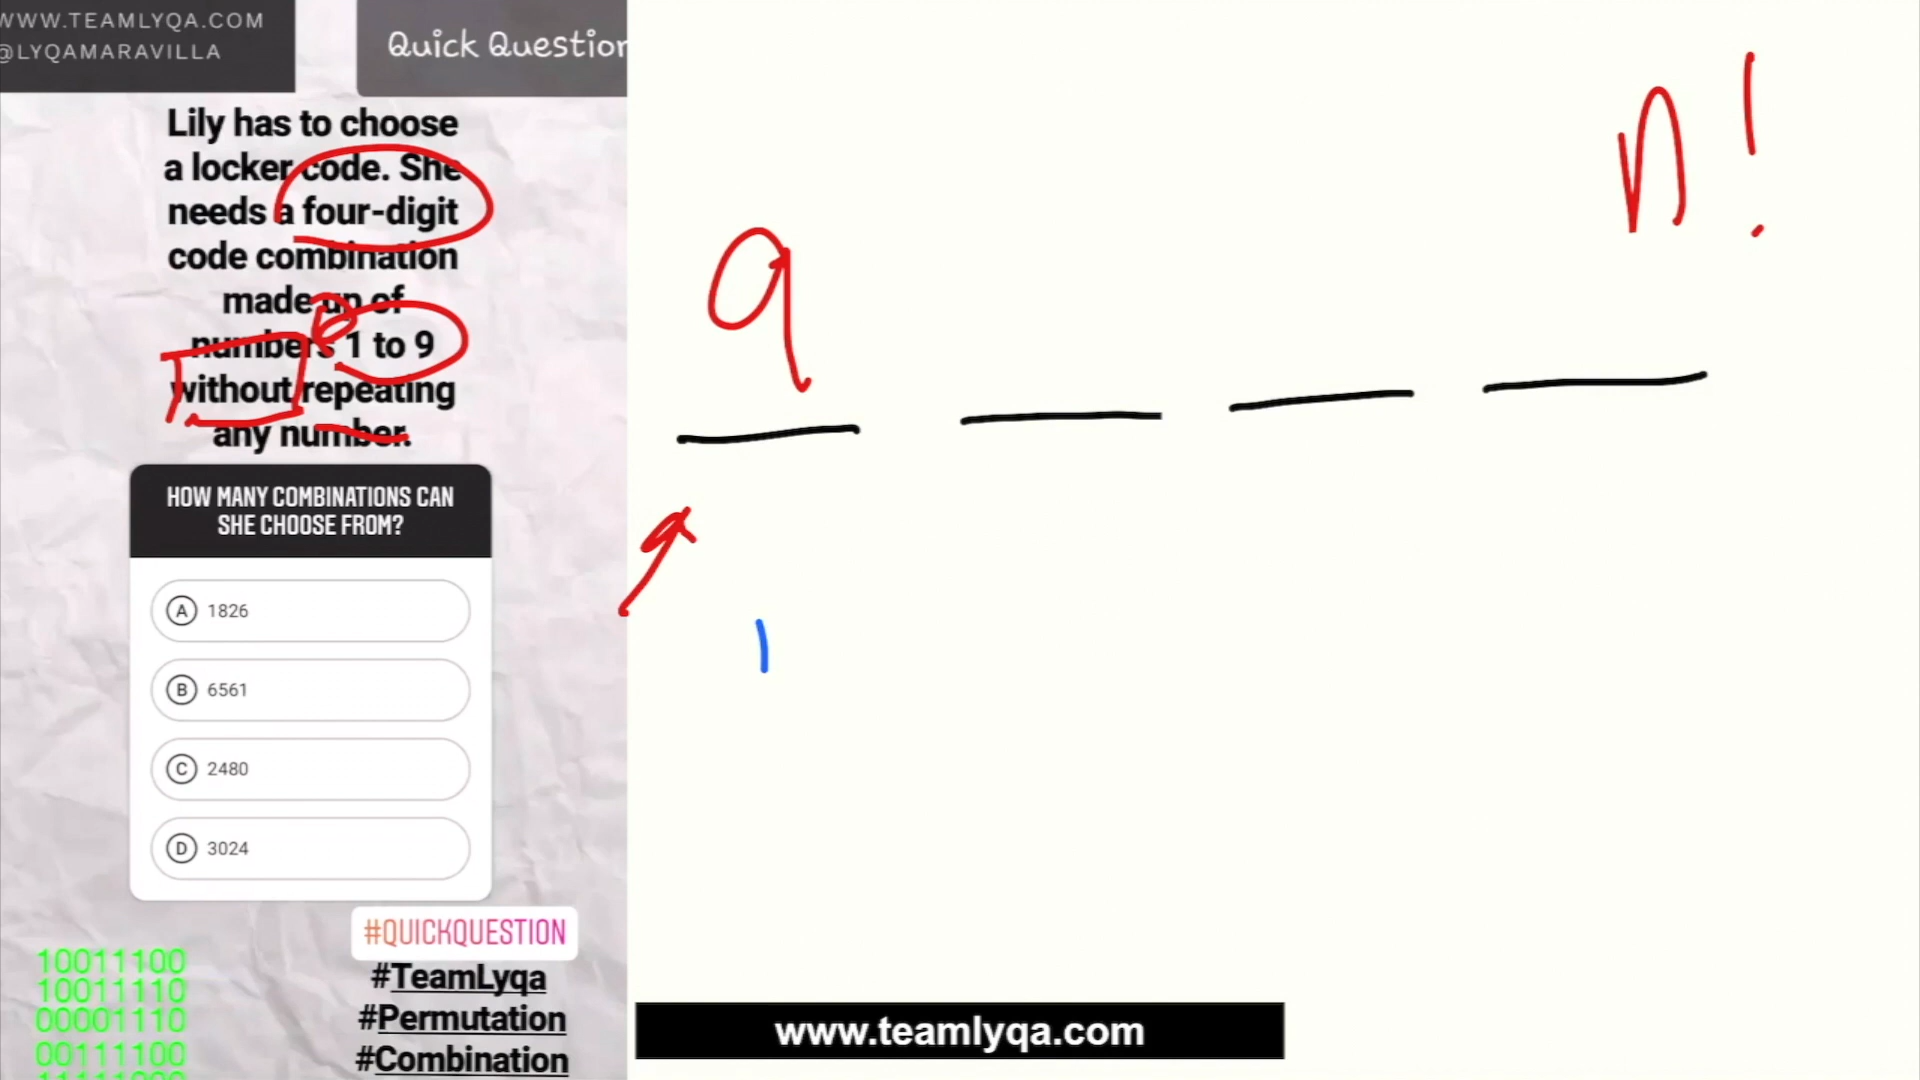 WWW.TEAMLYQA.COM
@LYQAMARAVILLA
Quick Question
Lily has to choose
a locker code. She
needs a four-digit
code combination
made up of
numbers 1 to 9
without repeating
any number.
HOW MANY COMBINATIONS CAN
SHE CHOOSE FROM?
A 1826
B 6561
C 2480
D 3024
#QUICKQUESTION
#TeamLyqa
#Permutation
#Combination
10011100
10011110
00001110
00111100
n!
9
1
www.teamlyqa.com